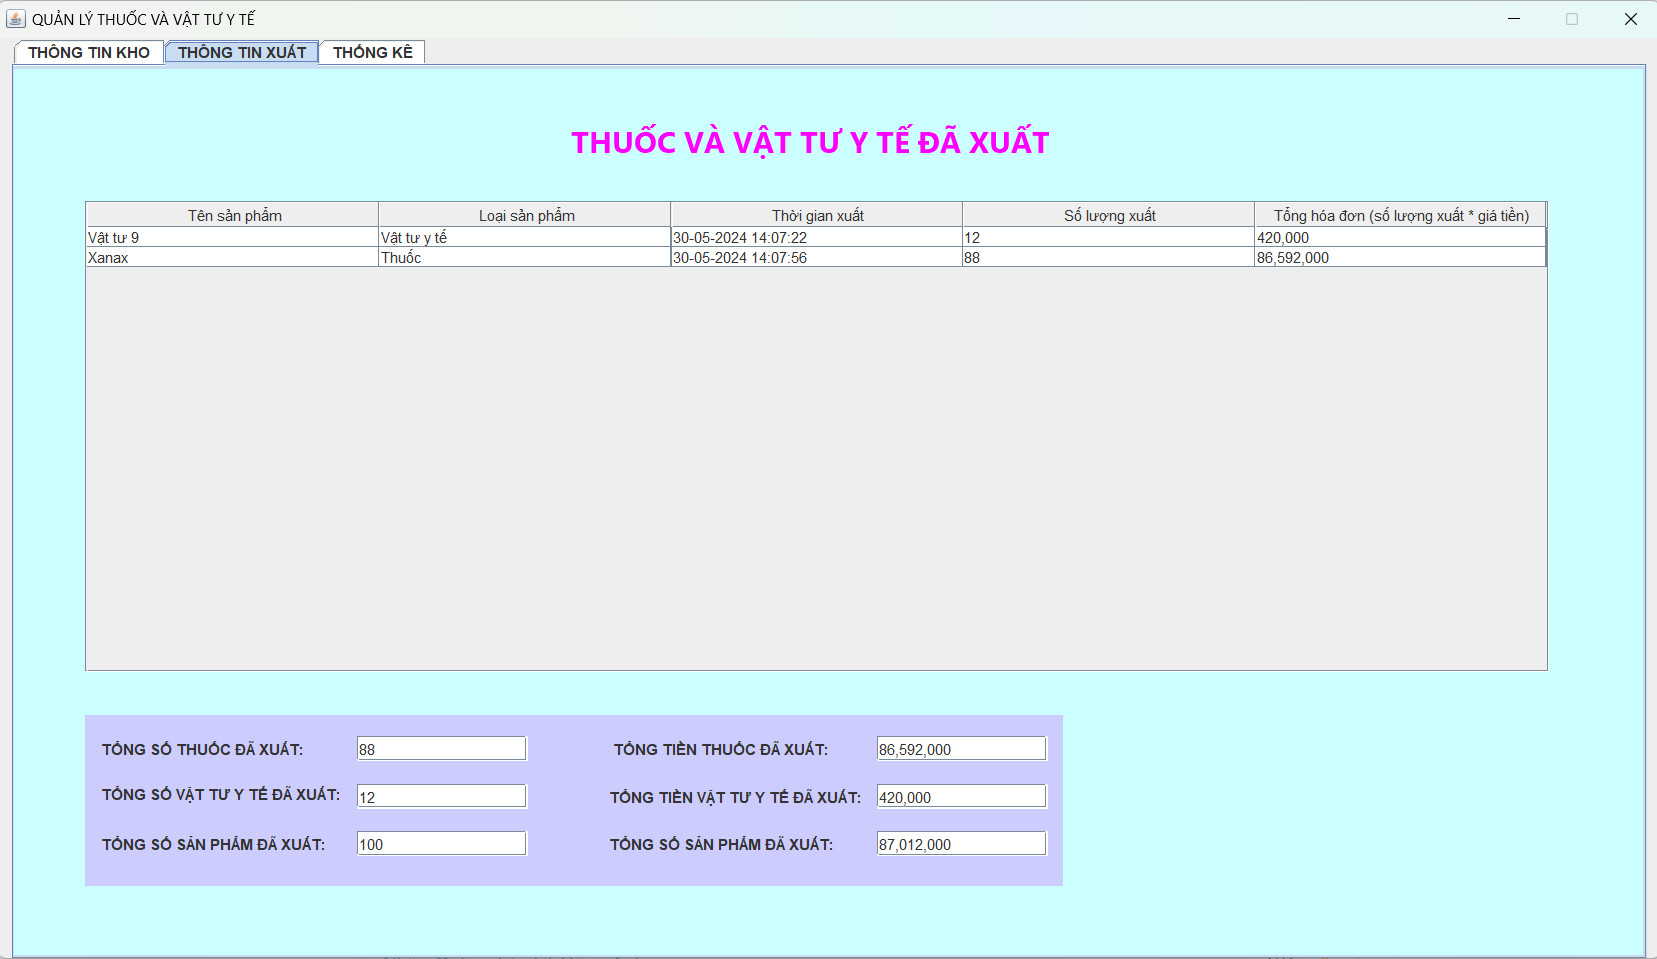 QUẢN LÝ THUỐC VÀ VẬT TƯ Y TẾ
THÔNG TIN KHO THÔNG TIN XUẤT THỐNG KÊ
THUỐC VÀ VẬT TƯ Y TẾ ĐÃ XUẤT
Tên sản phẩm Loại sản phẩm Thời gian xuất Số lượng xuất Tổng hóa đơn (số lượng xuất * giá tiền)
Vật tư 9 Vật tư y tế 30-05-2024 14:07:22 12 420,000
Xanax Thuốc 30-05-2024 14:07:56 88 86,592,000
TỔNG SỐ THUỐC ĐÃ XUẤT: 88 TỔNG TIỀN THUỐC ĐÃ XUẤT: 86,592,000
TỔNG SỐ VẬT TƯ Y TẾ ĐÃ XUẤT: 12 TỔNG TIỀN VẬT TƯ Y TẾ ĐÃ XUẤT: 420,000
TỔNG SỐ SẢN PHẨM ĐÃ XUẤT: 100 TỔNG SỐ SẢN PHẨM ĐÃ XUẤT: 87,012,000